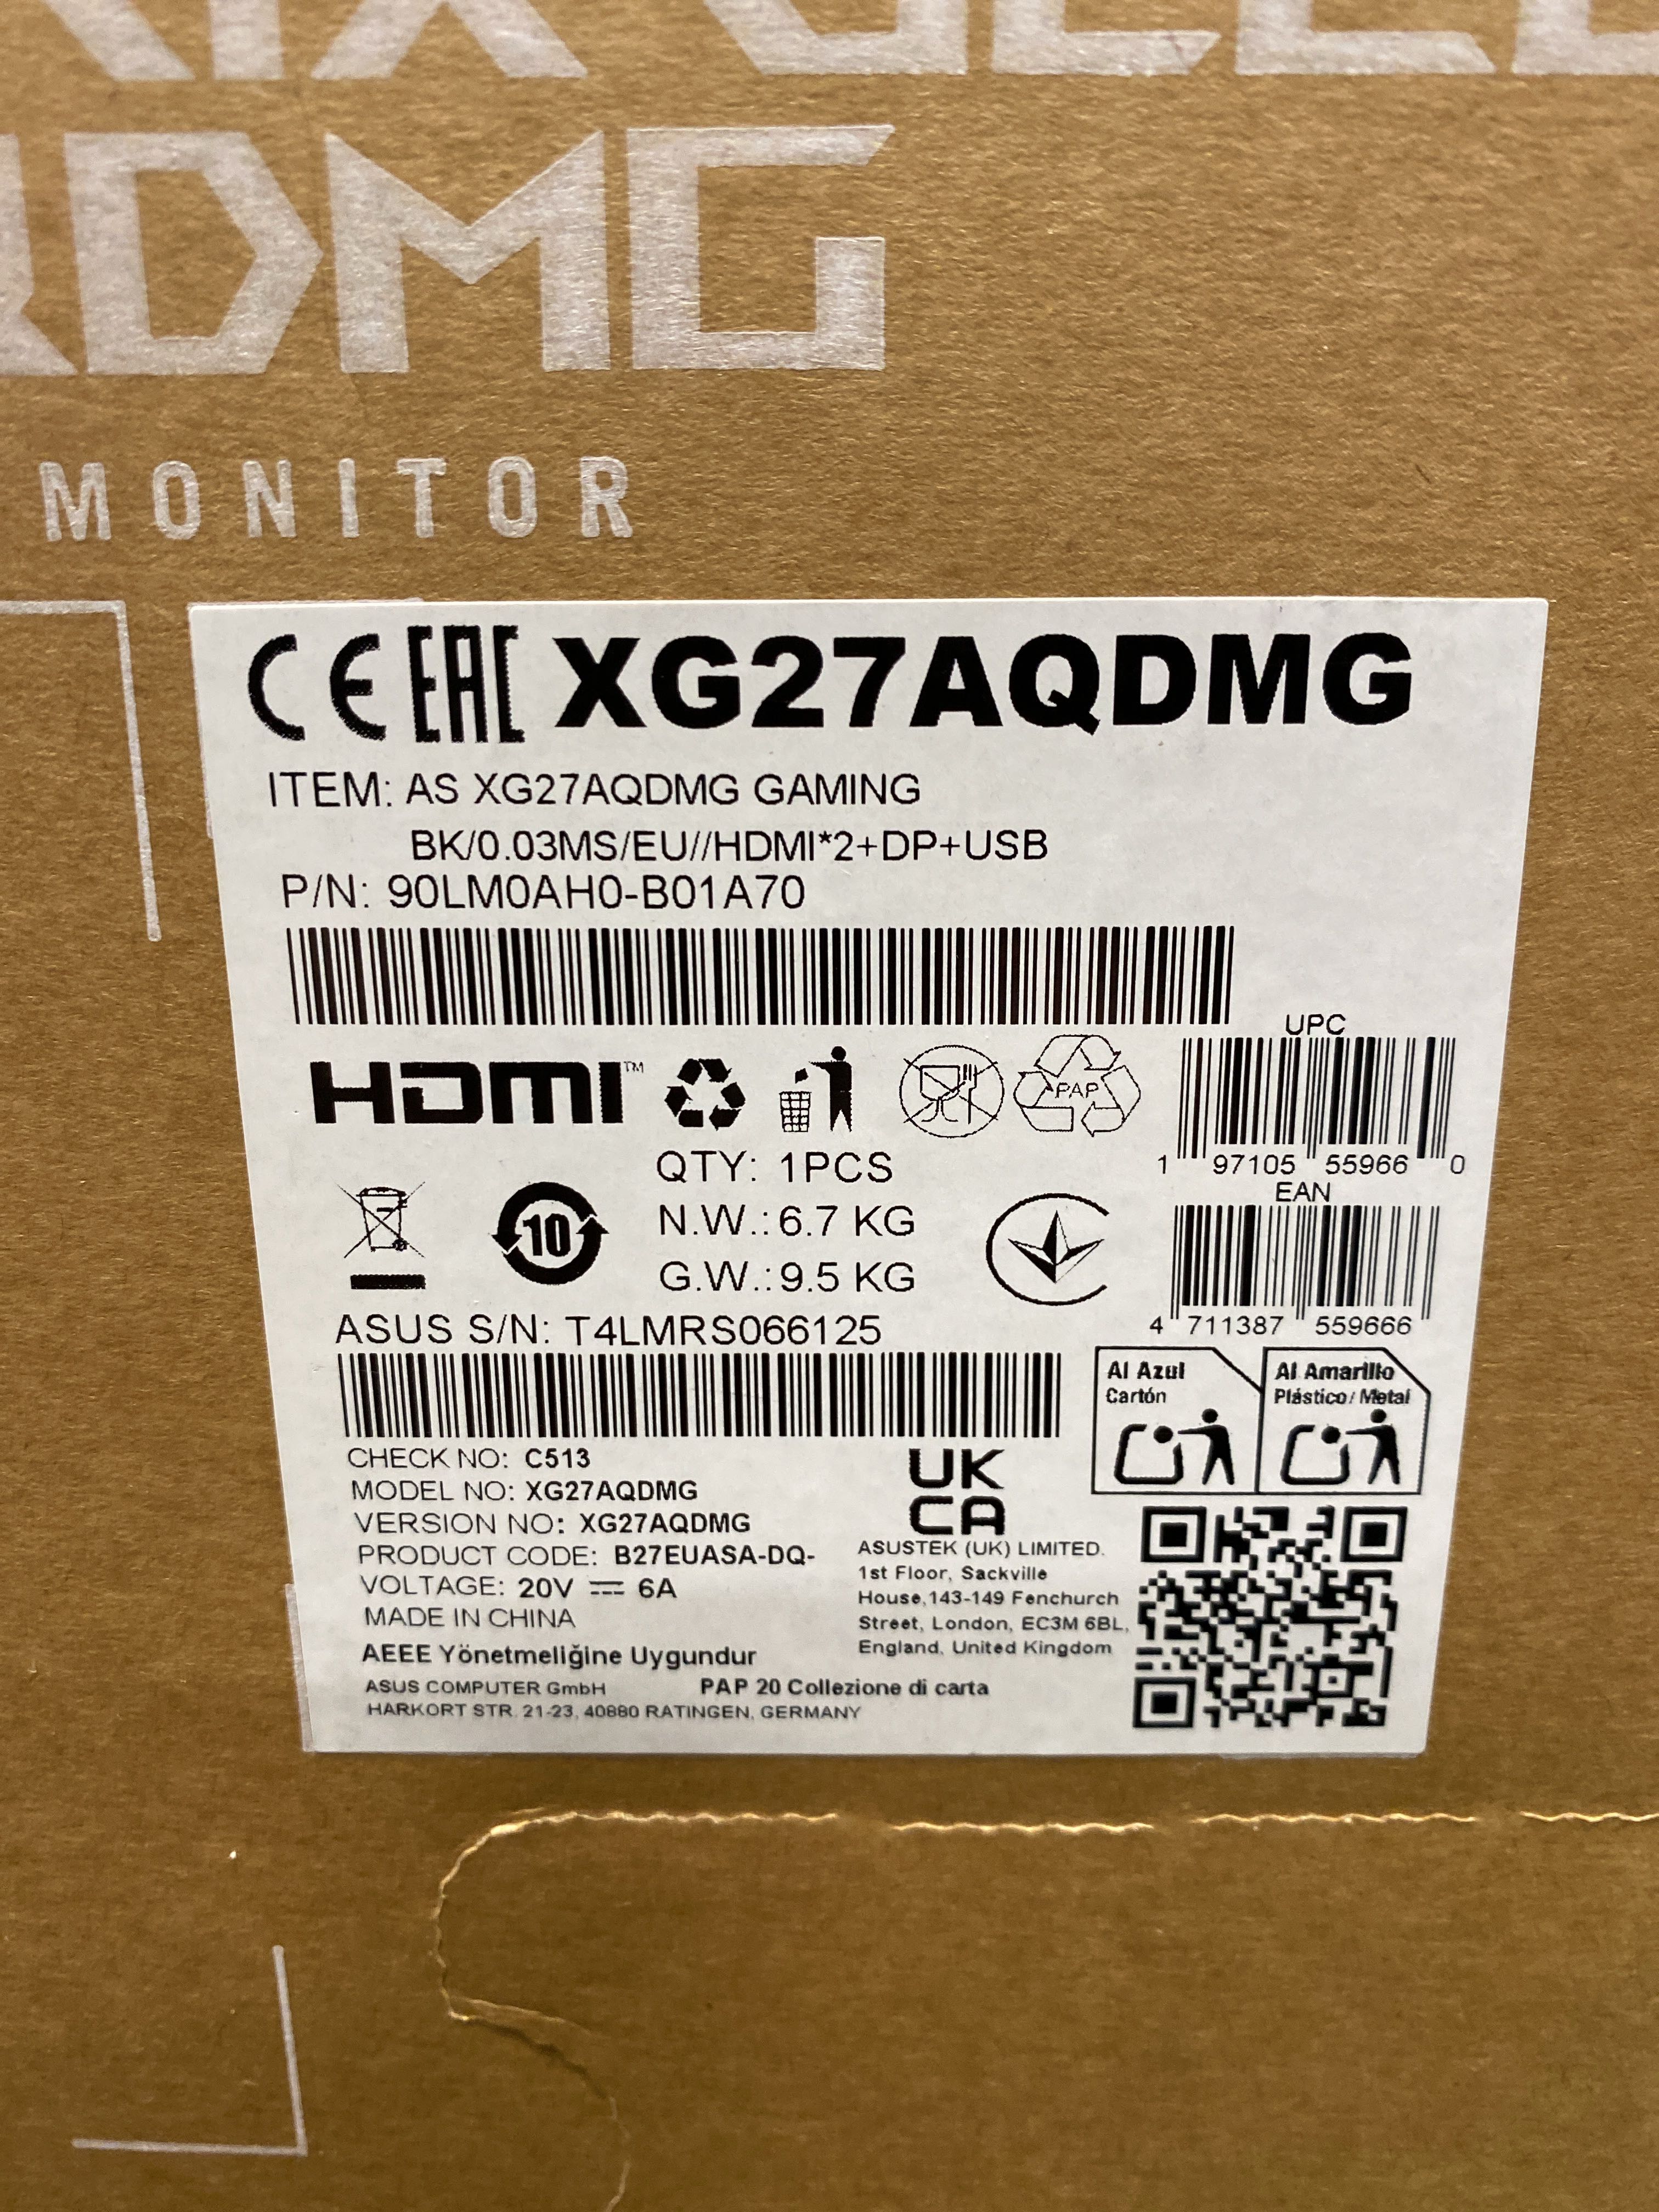 QDMG
MONITOR
CE EAC XG27AQDMG
ITEM: AS XG27AQDMG GAMING
BK/0.03MS/EU//HDMI*2+DP+USB
P/N: 90LM0AH0-B01A70
HDMI™
PAP
UPC
1 97105 55966 0
QTY: 1PCS
N.W.:6.7 KG
G.W.:9.5 KG
10
EAN
4 711387 559666
ASUS S/N: T4LMRS066125
Al Azul
Cartón
Al Amarillo
Plástico/Metal
CHECK NO: C513
MODEL NO: XG27AQDMG
VERSION NO: XG27AQDMG
PRODUCT CODE: B27EUASA-DQ-
VOLTAGE: 20V ⎓ 6A
MADE IN CHINA
AEEE Yönetmeliğine Uygundur
ASUS COMPUTER GmbH
HARKORT STR. 21-23, 40880 RATINGEN, GERMANY
PAP 20 Collezione di carta
UK
CA
ASUSTEK (UK) LIMITED.
1st Floor, Sackville
House,143-149 Fenchurch
Street, London, EC3M 6BL,
England, United Kingdom